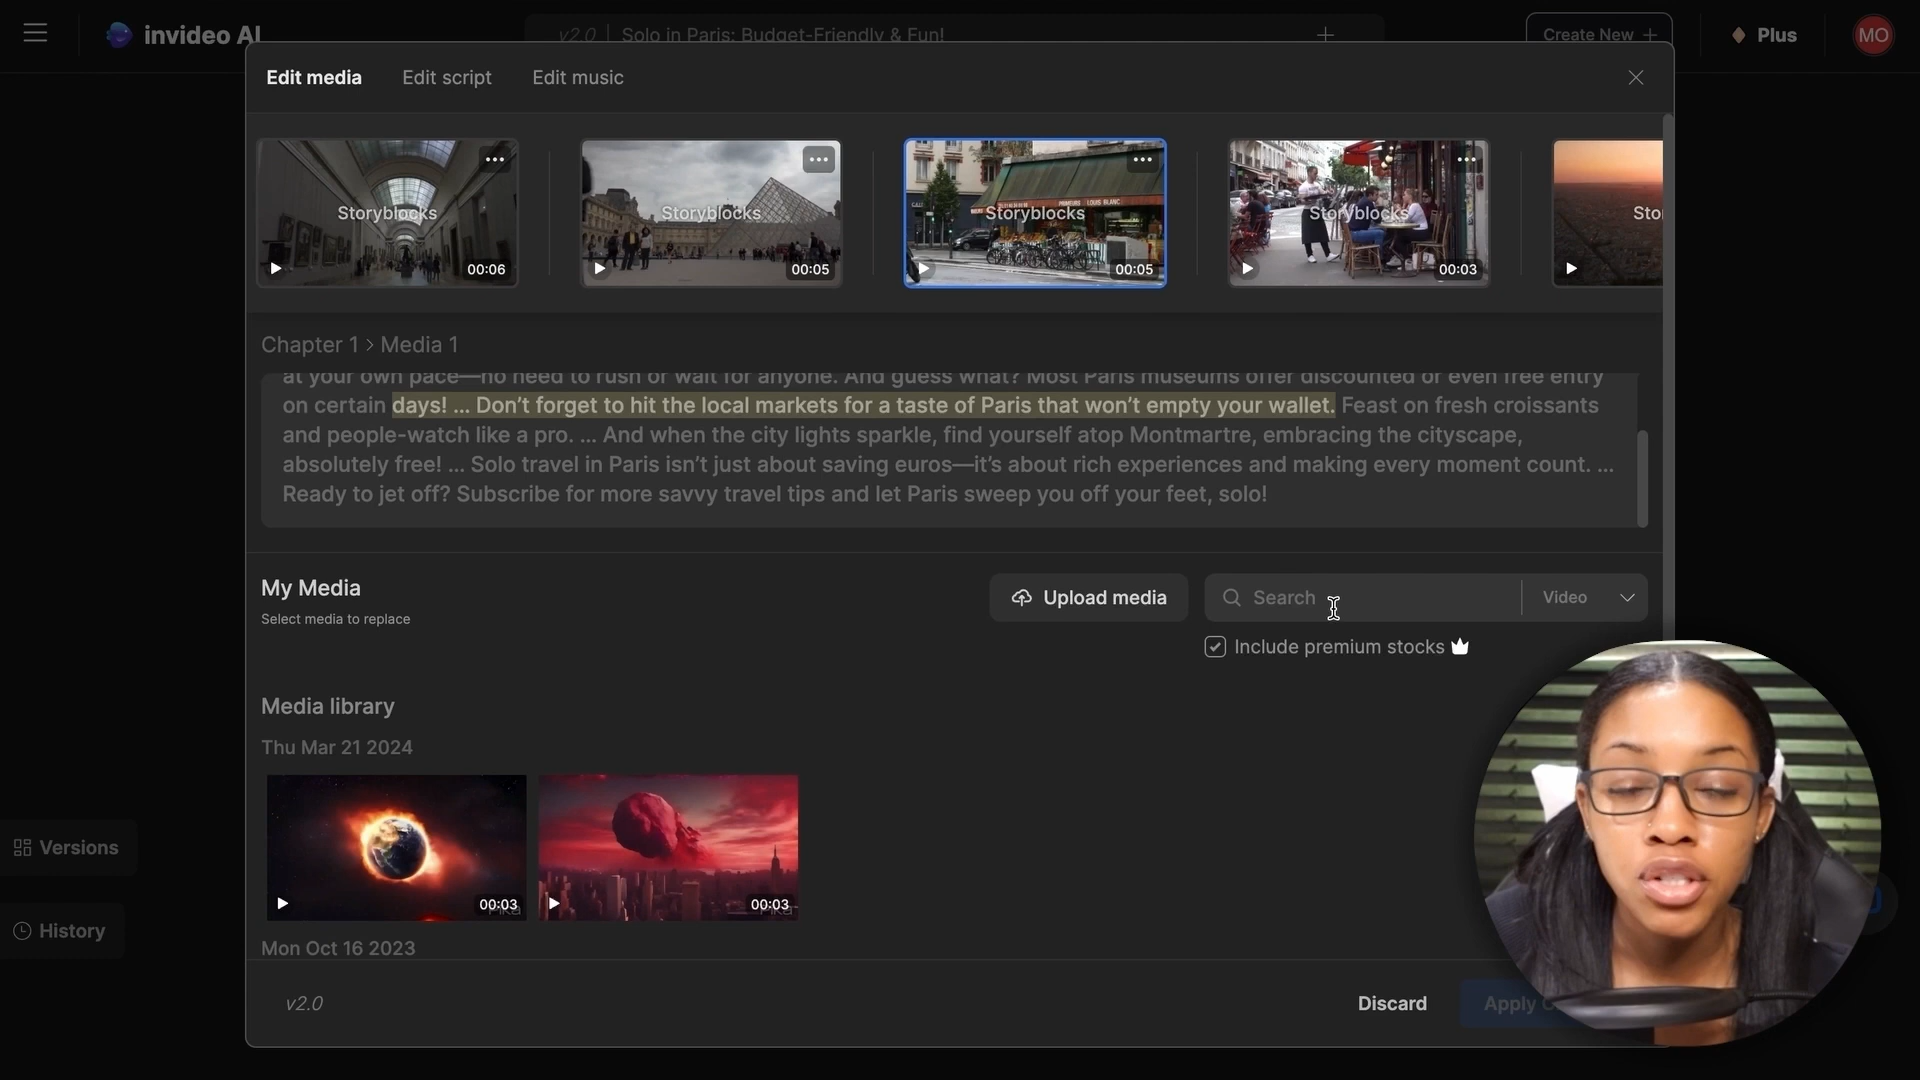 invideo AI
v2.0 | Solo in Paris: Budget-Friendly & Fun!
Create New
Plus
MO
Edit media
Edit script
Edit music
Storyblocks
00:06
Storyblocks
00:05
PRIMEURS LOUIS BLANC
Storyblocks
00:05
Storyblocks
00:03
Sto
Chapter 1 > Media 1
at your own pace—no need to rush or wait for anyone. And guess what? Most Paris museums offer discounted or even free entry
on certain days! ... Don't forget to hit the local markets for a taste of Paris that won't empty your wallet. Feast on fresh croissants
and people-watch like a pro. ... And when the city lights sparkle, find yourself atop Montmartre, embracing the cityscape,
absolutely free! ... Solo travel in Paris isn't just about saving euros—it's about rich experiences and making every moment count. ...
Ready to jet off? Subscribe for more savvy travel tips and let Paris sweep you off your feet, solo!
My Media
Select media to replace
Upload media
Search
Video
Include premium stocks
Media library
Thu Mar 21 2024
00:03
00:03
Mon Oct 16 2023
Versions
History
v2.0
Discard
Apply